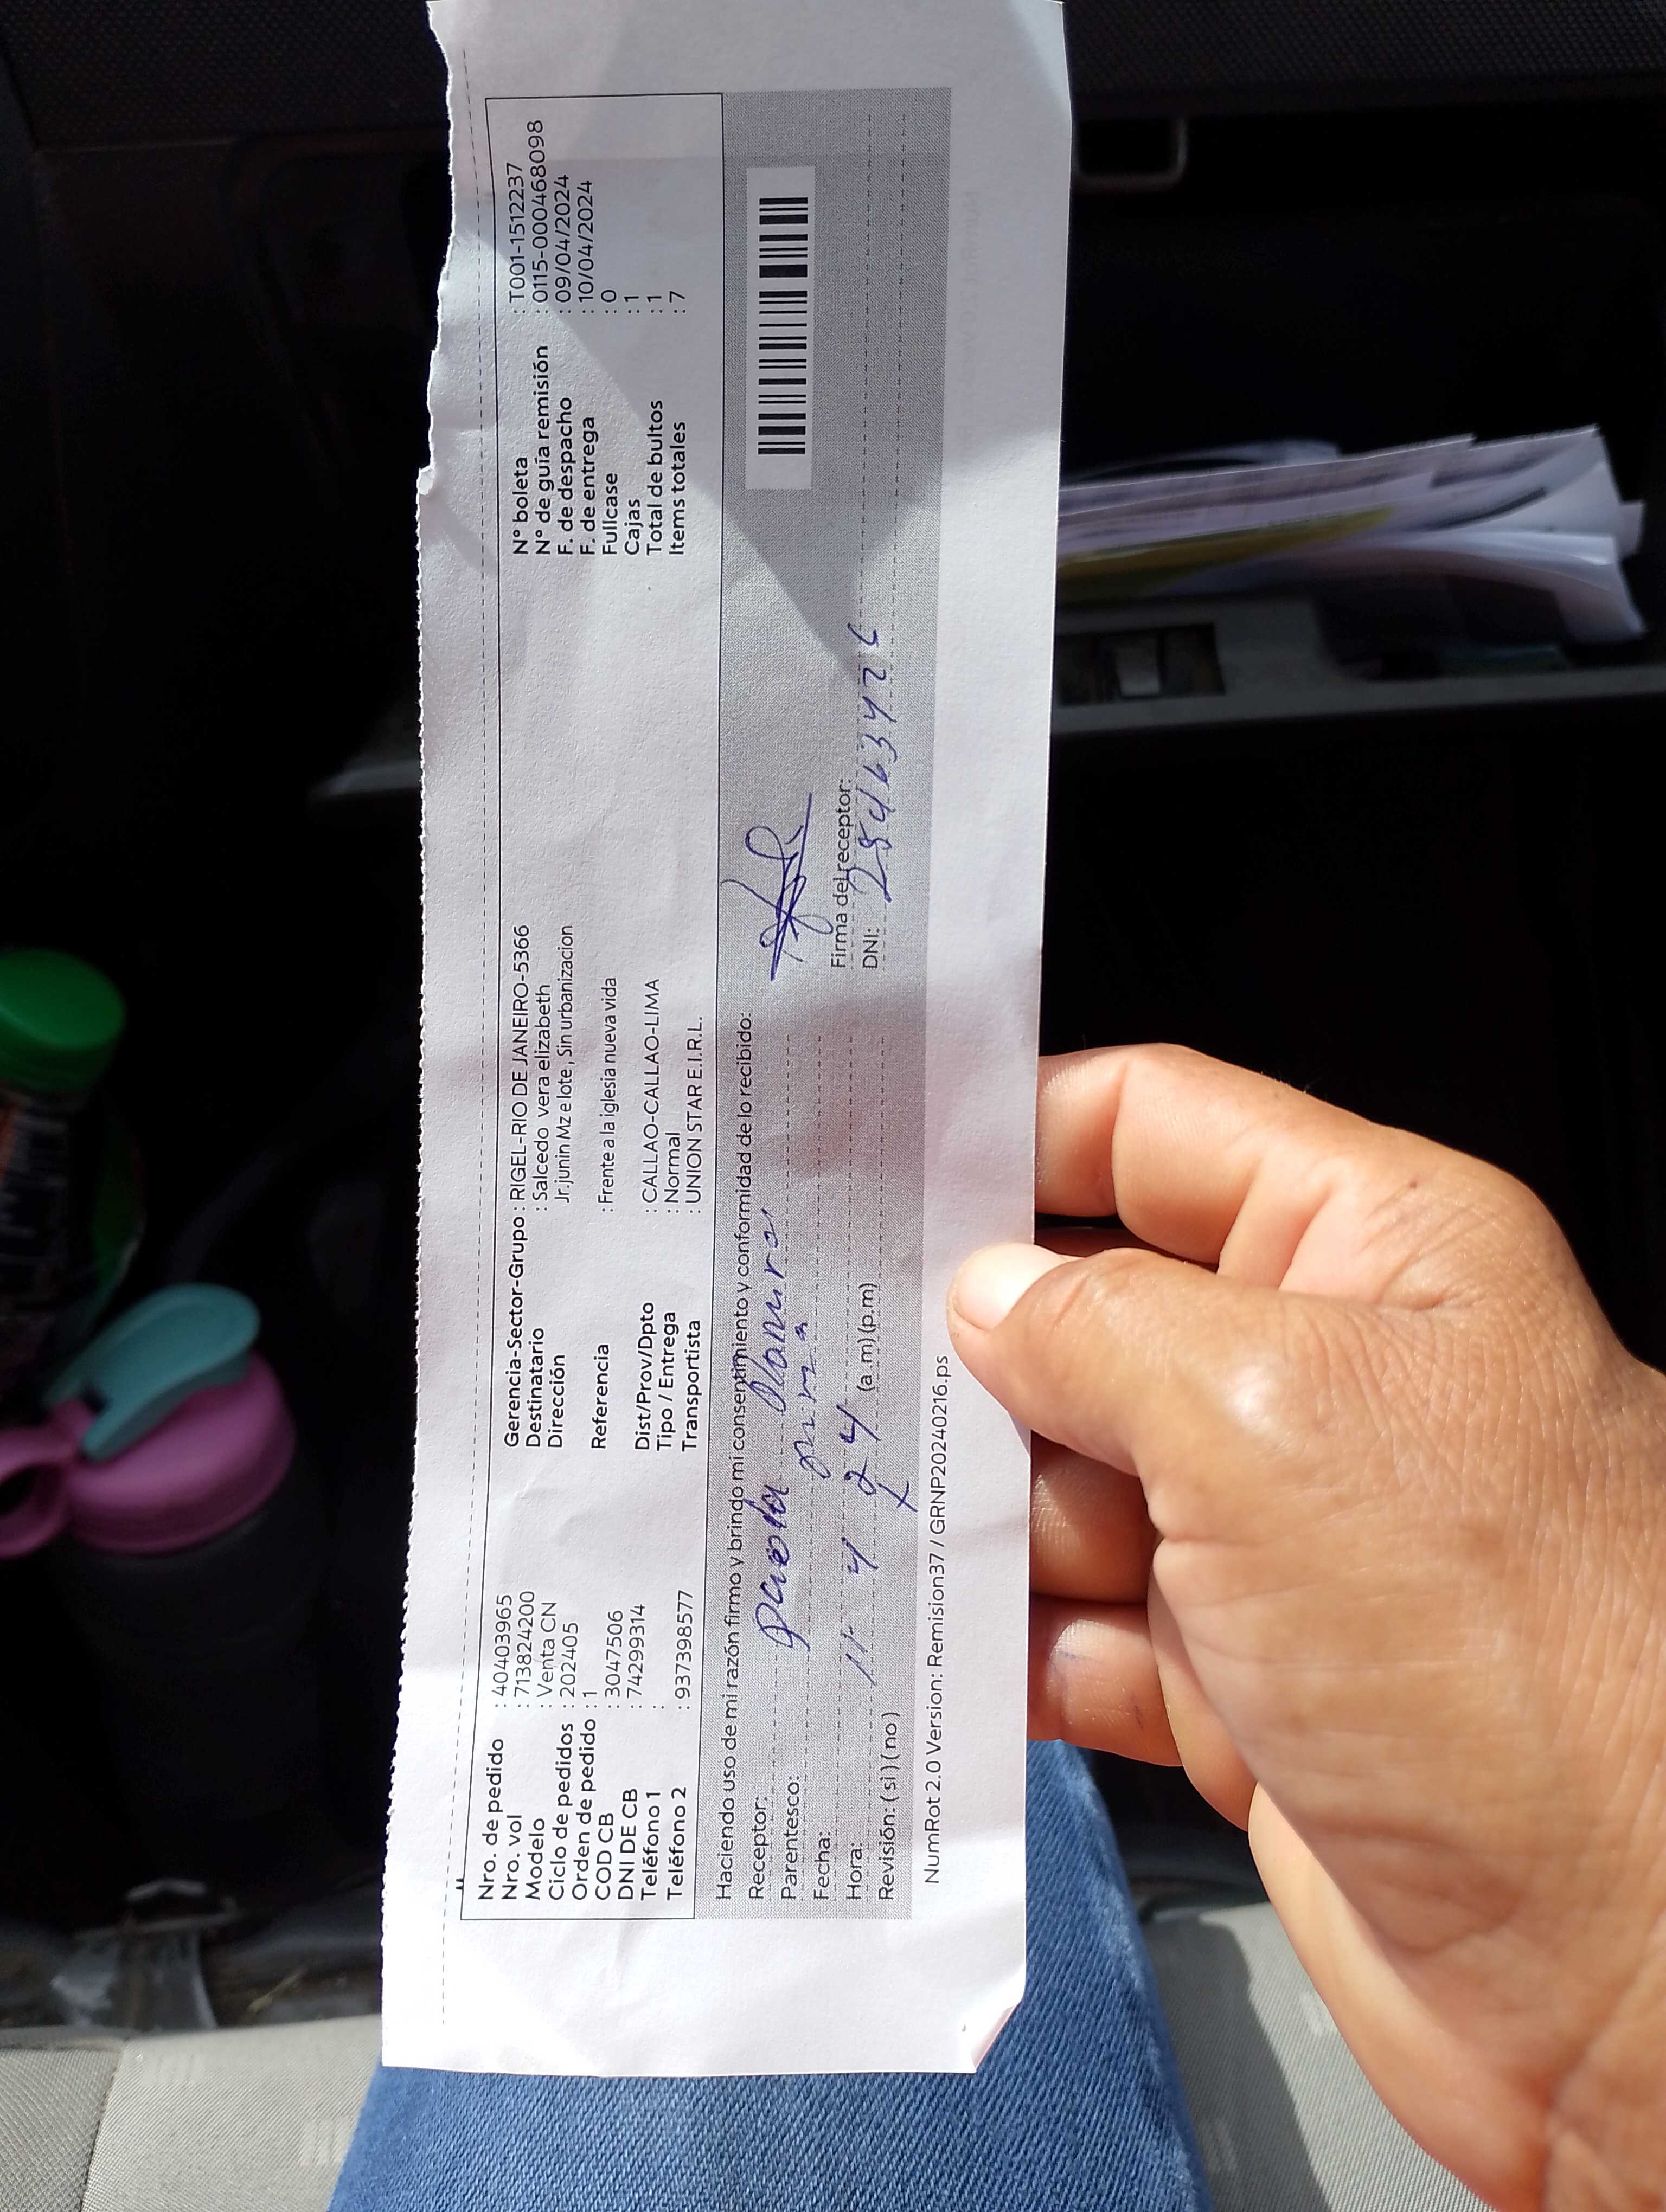 Nro. de pedido : 40403965
Nro. vol : 713824200
Modelo : Venta CN
Ciclo de pedidos : 202405
Orden de pedido : 1
COD CB : 3047506
DNI DE CB : 74299314
Teléfono 1 :
Teléfono 2 : 937398577
Gerencia-Sector-Grupo : RIGEL-RIO DE JANEIRO-5366
Destinatario : Salcedo vera elizabeth
Dirección Jr.junin Mz e lote , Sin urbanizacion
Referencia : Frente a la iglesia nueva vida
Dist/Prov/Dpto : CALLAO-CALLAO-LIMA
Tipo / Entrega : Normal
Transportista : UNION STAR E.I.R.L.
N° boleta : T001-1512237
N° de guía remisión : 0115-0000468098
F. de despacho : 09/04/2024
F. de entrega : 10/04/2024
Fullcase : 0
Cajas : 1
Total de bultos : 1
Items totales : 7
Haciendo uso de mi razón firmo y brindo mi consentimiento y conformidad de lo recibido:
Receptor: Paola
Parentesco:
Fecha: 11 4 24
Hora: (a.m) (p.m)
Revisión: ( si ) ( no )
Firma del receptor:
DNI:
NumRot 2.0 Version: Remision37 / GRNP20240216.ps